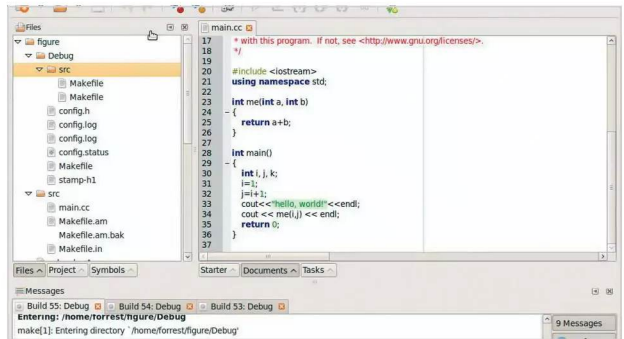 Files
main.cc
figure
Debug
src
Makefile
Makefile
config.h
config.log
config.log
config.status
Makefile
stamp-h1
src
main.cc
Makefile.am
Makefile.am.bak
Makefile.in
17 * with this program. If not, see <http://www.gnu.org/licenses/>.
18 */
19
20 #include <iostream>
21 using namespace std;
22
23 int me(int a, int b)
24 {
25 return a+b;
26 }
27
28 int main()
29 {
30 int i, j, k;
31 i=1;
32 j=i+1;
33 cout<<"hello, world!"<<endl;
34 cout << me(i,j) << endl;
35 return 0;
36 }
37
Files Project Symbols
Starter Documents Tasks
Messages
Build 55: Debug Build 54: Debug Build 53: Debug
Entering: /home/forrest/figure/Debug
make[1]: Entering directory `/home/forrest/figure/Debug'
9 Messages